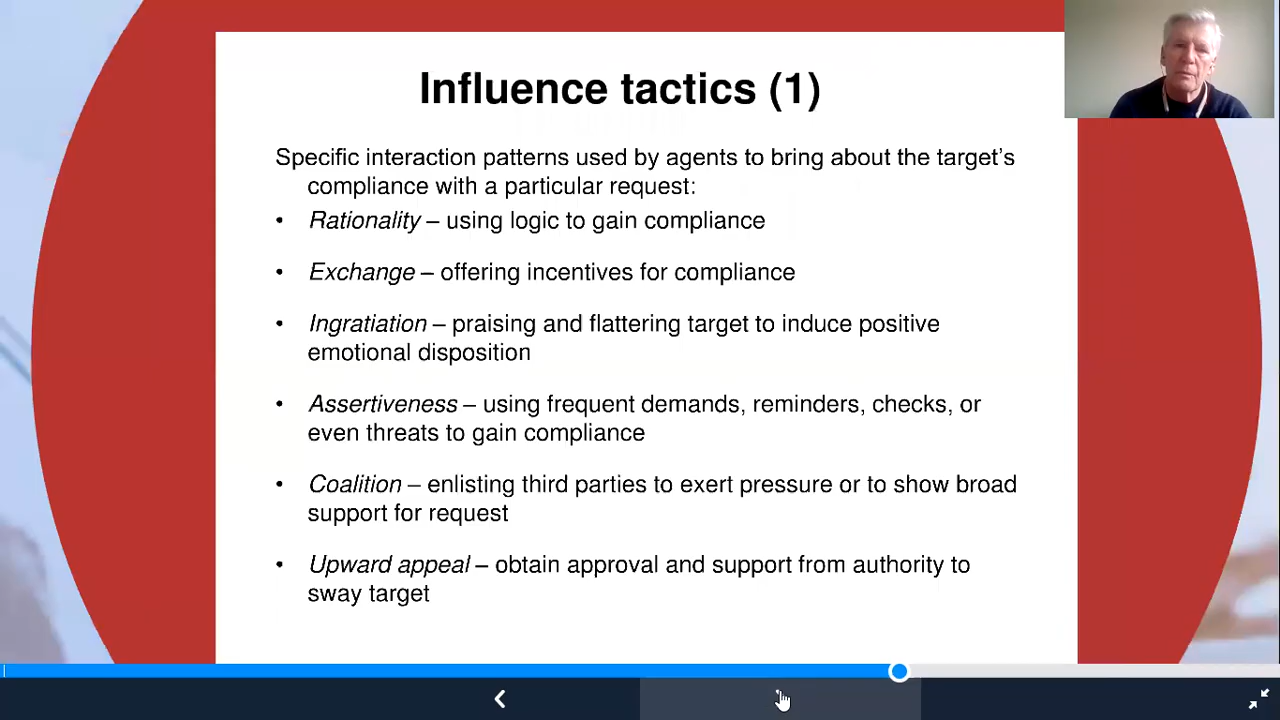 Influence tactics (1)
Specific interaction patterns used by agents to bring about the target’s
compliance with a particular request:
• Rationality – using logic to gain compliance
• Exchange – offering incentives for compliance
• Ingratiation – praising and flattering target to induce positive
emotional disposition
• Assertiveness – using frequent demands, reminders, checks, or
even threats to gain compliance
• Coalition – enlisting third parties to exert pressure or to show broad
support for request
• Upward appeal – obtain approval and support from authority to
sway target